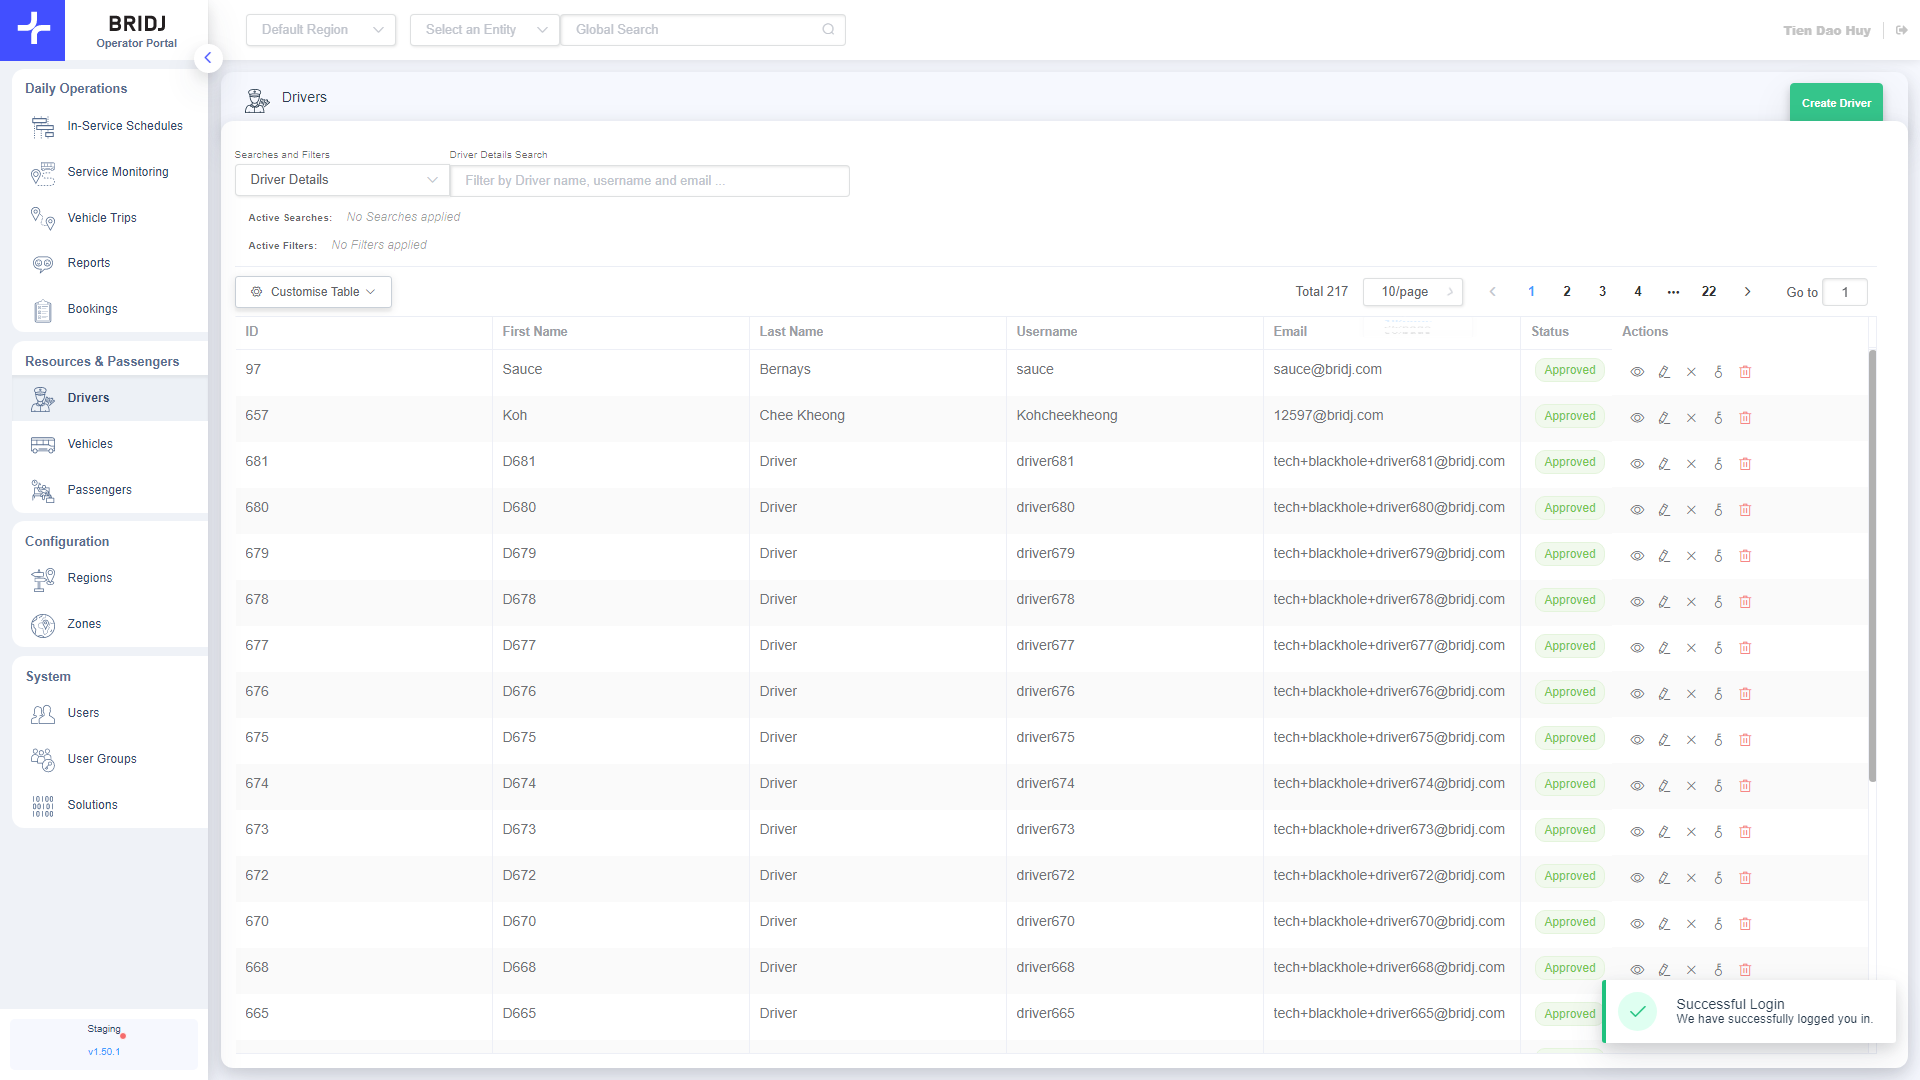 BRIDJ
Operator Portal
Default Region
Select an Entity
Global Search
Tien Dao Huy
Daily Operations
In-Service Schedules
Service Monitoring
Vehicle Trips
Reports
Bookings
Resources & Passengers
Drivers
Vehicles
Passengers
Configuration
Regions
Zones
System
Users
User Groups
Solutions
Staging
v1.50.1
Drivers
Create Driver
Searches and Filters
Driver Details Search
Driver Details
Filter by Driver name, username and email ...
Active Searches: No Searches applied
Active Filters: No Filters applied
Customise Table
Total 217 10/page 1 2 3 4 ••• 22 Go to 1
ID First Name Last Name Username Email Status Actions
97 Sauce Bernays sauce sauce@bridj.com Approved
657 Koh Chee Kheong Kohcheekheong 12597@bridj.com Approved
681 D681 Driver driver681 tech+blackhole+driver681@bridj.com Approved
680 D680 Driver driver680 tech+blackhole+driver680@bridj.com Approved
679 D679 Driver driver679 tech+blackhole+driver679@bridj.com Approved
678 D678 Driver driver678 tech+blackhole+driver678@bridj.com Approved
677 D677 Driver driver677 tech+blackhole+driver677@bridj.com Approved
676 D676 Driver driver676 tech+blackhole+driver676@bridj.com Approved
675 D675 Driver driver675 tech+blackhole+driver675@bridj.com Approved
674 D674 Driver driver674 tech+blackhole+driver674@bridj.com Approved
673 D673 Driver driver673 tech+blackhole+driver673@bridj.com Approved
672 D672 Driver driver672 tech+blackhole+driver672@bridj.com Approved
670 D670 Driver driver670 tech+blackhole+driver670@bridj.com Approved
668 D668 Driver driver668 tech+blackhole+driver668@bridj.com Approved
665 D665 Driver driver665 tech+blackhole+driver665@bridj.com Approved
Successful Login
We have successfully logged you in.